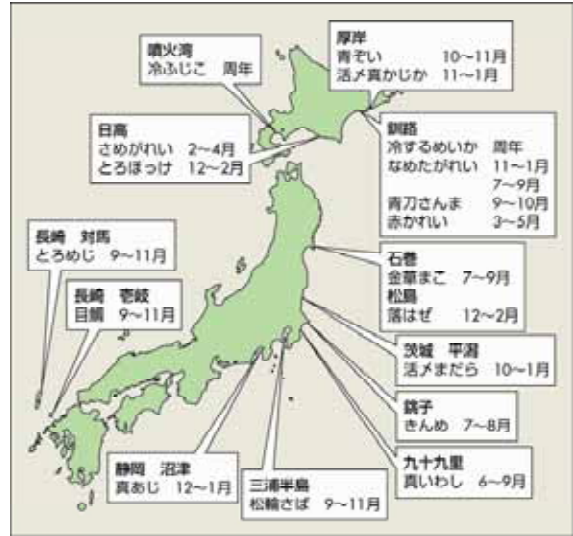 噴火湾
冷ふじこ　周年
厚岸
青ぞい　10〜11月
活〆真かじか　11〜1月
日高
さめがれい　2〜4月
とろぼっけ　12〜2月
釧路
冷するめいか　周年
なめたがれい　11〜1月
7〜9月
青刀さんま　9〜10月
赤かれい　3〜5月
長崎　対馬
とろめじ　9〜11月
長崎　壱岐
目鯛　9〜11月
石巻
金草まこ　7〜9月
松島
落はぜ　12〜2月
茨城　平潟
活〆まだら　10〜1月
銚子
きんめ　7〜8月
九十九里
真いわし　6〜9月
静岡　沼津
真あじ　12〜1月
三浦半島
松輪さば　9〜11月